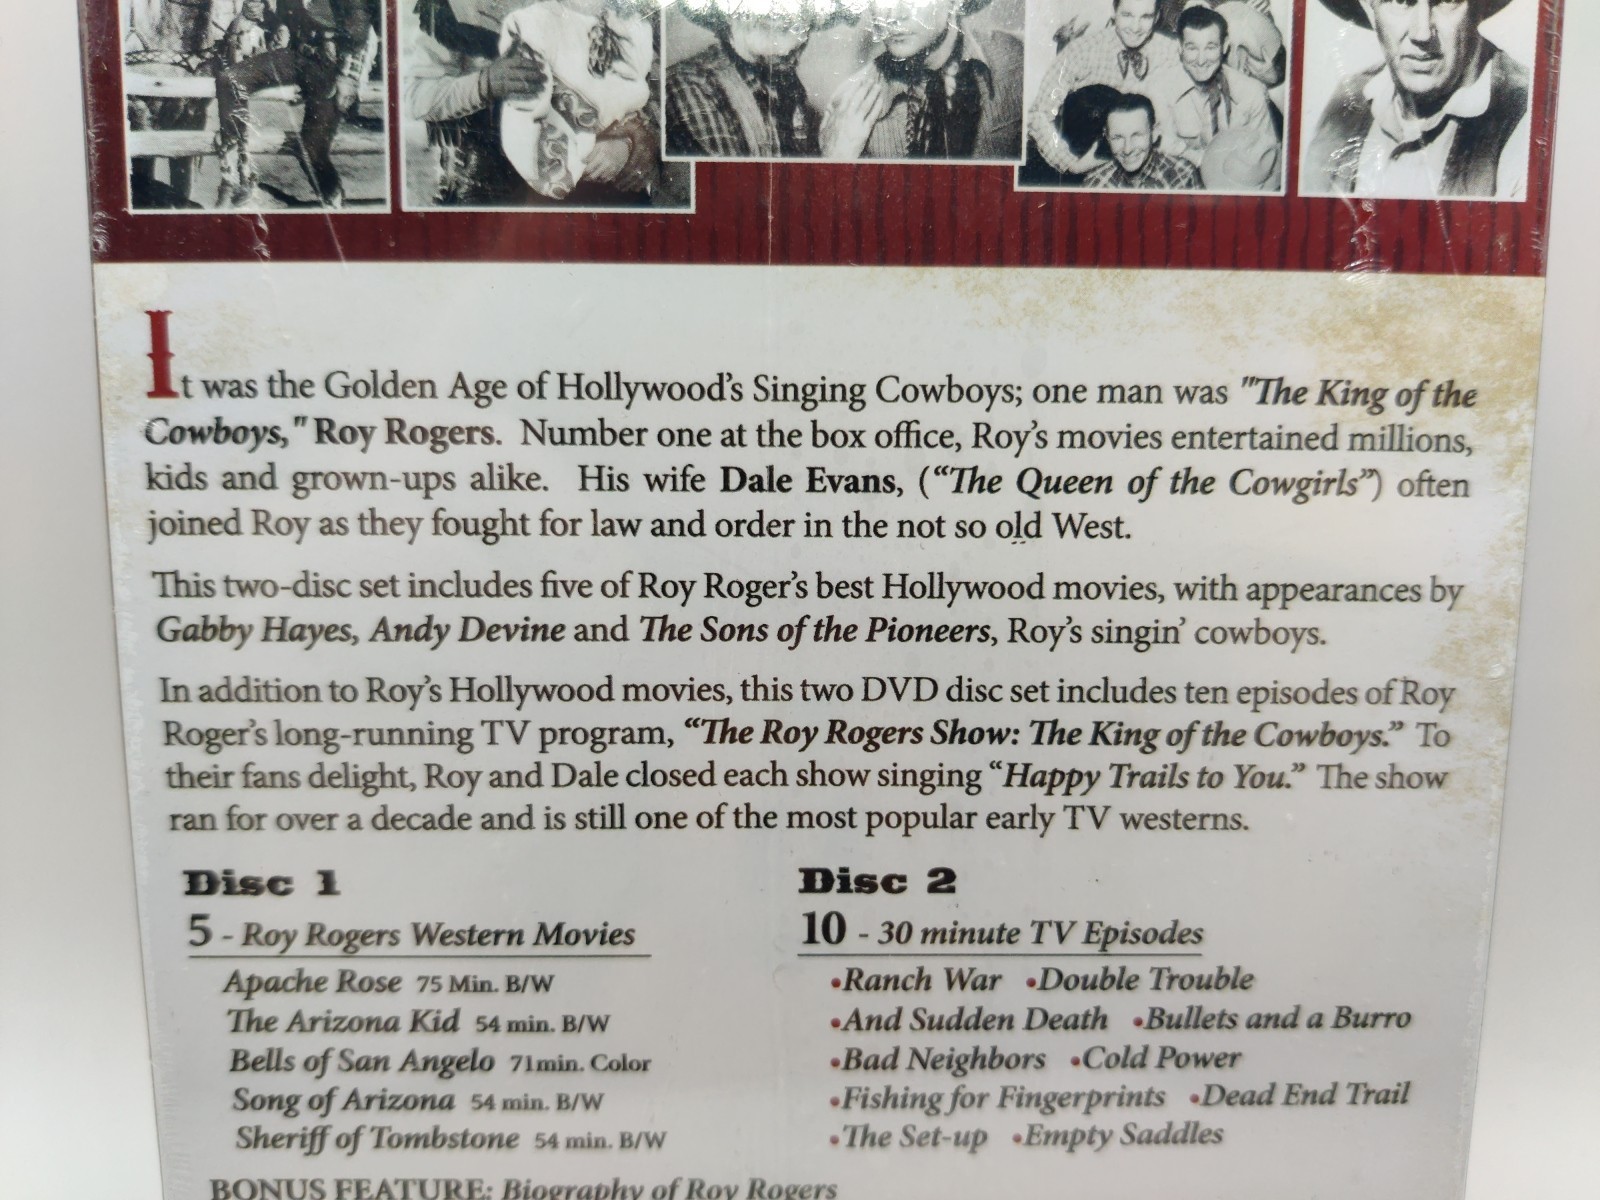 It was the Golden Age of Hollywood's Singing Cowboys; one man was "The King of the
Cowboys," Roy Rogers. Number one at the box office, Roy's movies entertained millions,
kids and grown-ups alike. His wife Dale Evans, ("The Queen of the Cowgirls") often
joined Roy as they fought for law and order in the not so old West.
This two-disc set includes five of Roy Roger's best Hollywood movies, with appearances by
Gabby Hayes, Andy Devine and The Sons of the Pioneers, Roy's singin' cowboys.
In addition to Roy's Hollywood movies, this two DVD disc set includes ten episodes of Roy
Roger's long-running TV program, "The Roy Rogers Show: The King of the Cowboys." To
their fans delight, Roy and Dale closed each show singing "Happy Trails to You." The show
ran for over a decade and is still one of the most popular early TV westerns.
Disc 1
5 - Roy Rogers Western Movies
Apache Rose 75 Min. B/W
The Arizona Kid 54 min. B/W
Bells of San Angelo 71min. Color
Song of Arizona 54 min. B/W
Sheriff of Tombstone 54 min. B/W
BONUS FEATURE: Biography of Roy Rogers
Disc 2
10 - 30 minute TV Episodes
•Ranch War •Double Trouble
•And Sudden Death •Bullets and a Burro
•Bad Neighbors •Cold Power
•Fishing for Fingerprints •Dead End Trail
•The Set-up •Empty Saddles